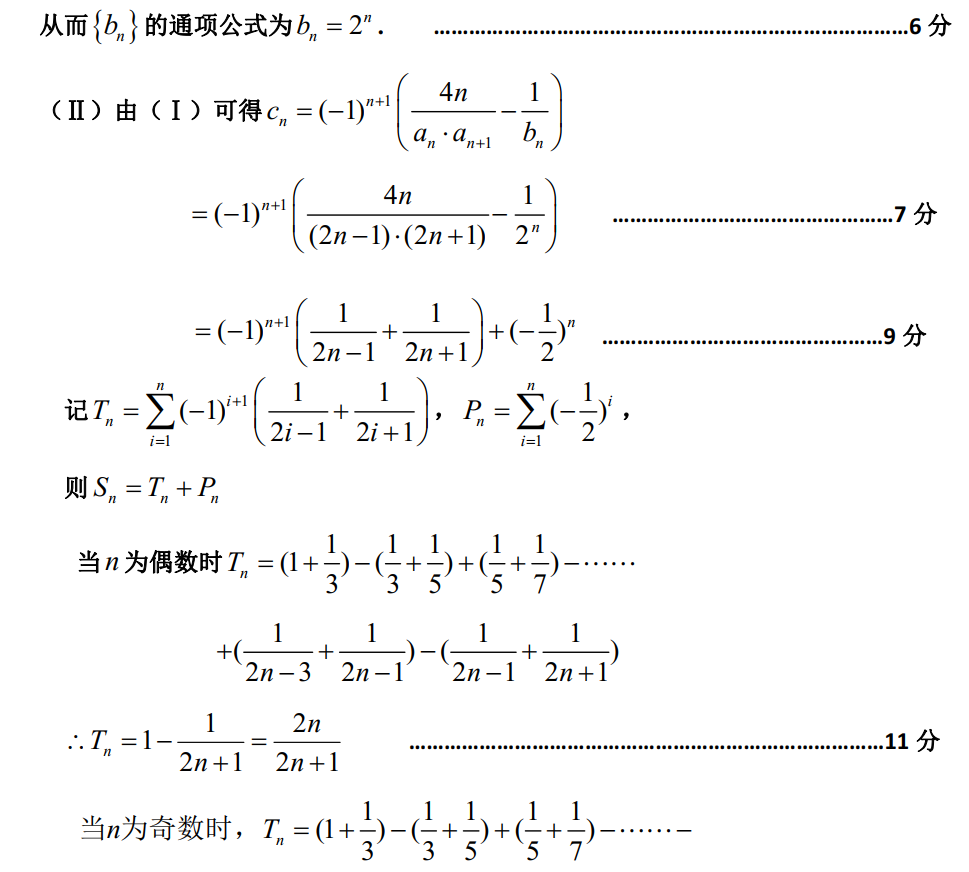 从而{bₙ}的通项公式为bₙ = 2ⁿ. ……………………………………………………………………6 分
（Ⅱ）由（Ⅰ）可得cₙ = (−1)ⁿ⁺¹ (4n/(aₙ·aₙ₊₁) − 1/bₙ)
= (−1)ⁿ⁺¹ (4n/((2n−1)·(2n+1)) − 1/2ⁿ) …………………………………………7 分
= (−1)ⁿ⁺¹ (1/(2n−1) + 1/(2n+1)) + (−1/2)ⁿ …………………………………………9 分
记Tₙ = ∑ᵢ₌₁ⁿ (−1)ⁱ⁺¹ (1/(2i−1) + 1/(2i+1))，Pₙ = ∑ᵢ₌₁ⁿ (−1/2)ⁱ，
则Sₙ = Tₙ + Pₙ
当n为偶数时Tₙ = (1+1/3) − (1/3+1/5) + (1/5+1/7) − ⋯⋯
+(1/(2n−3) + 1/(2n−1)) − (1/(2n−1) + 1/(2n+1))
∴Tₙ = 1 − 1/(2n+1) = 2n/(2n+1) ……………………………………………………………………11 分
当n为奇数时，Tₙ = (1+1/3) − (1/3+1/5) + (1/5+1/7) − ⋯⋯ −